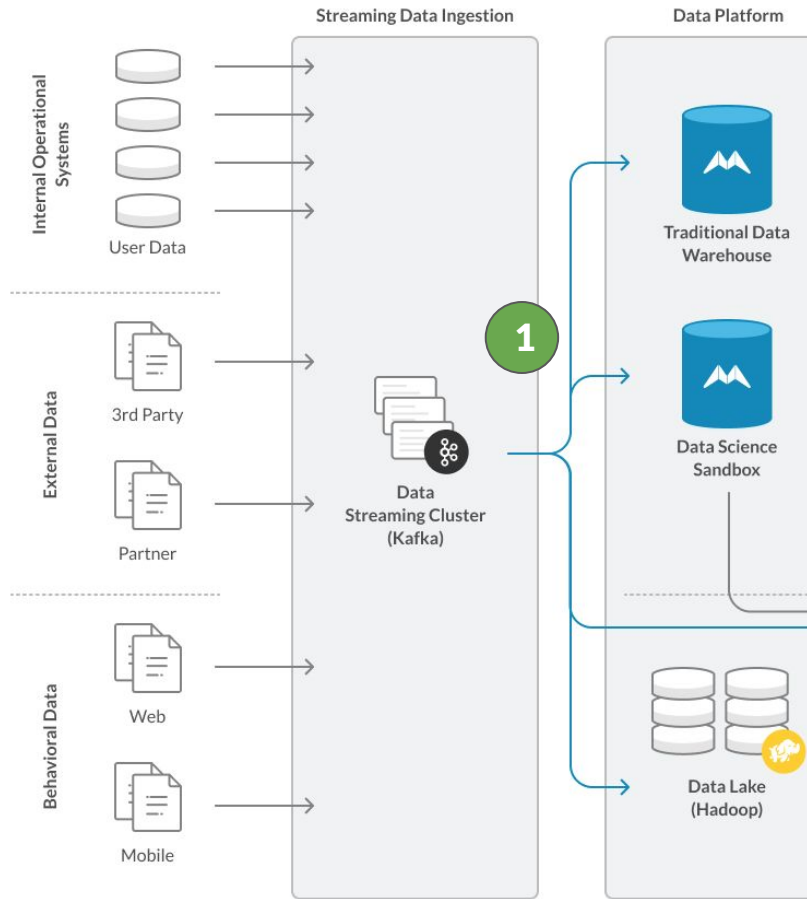 Streaming Data Ingestion
Data Platform
Internal Operational
Systems
User Data
External Data
3rd Party
Partner
Behavioral Data
Web
Mobile
1
Data
Streaming Cluster
(Kafka)
Traditional Data
Warehouse
Data Science
Sandbox
Data Lake
(Hadoop)